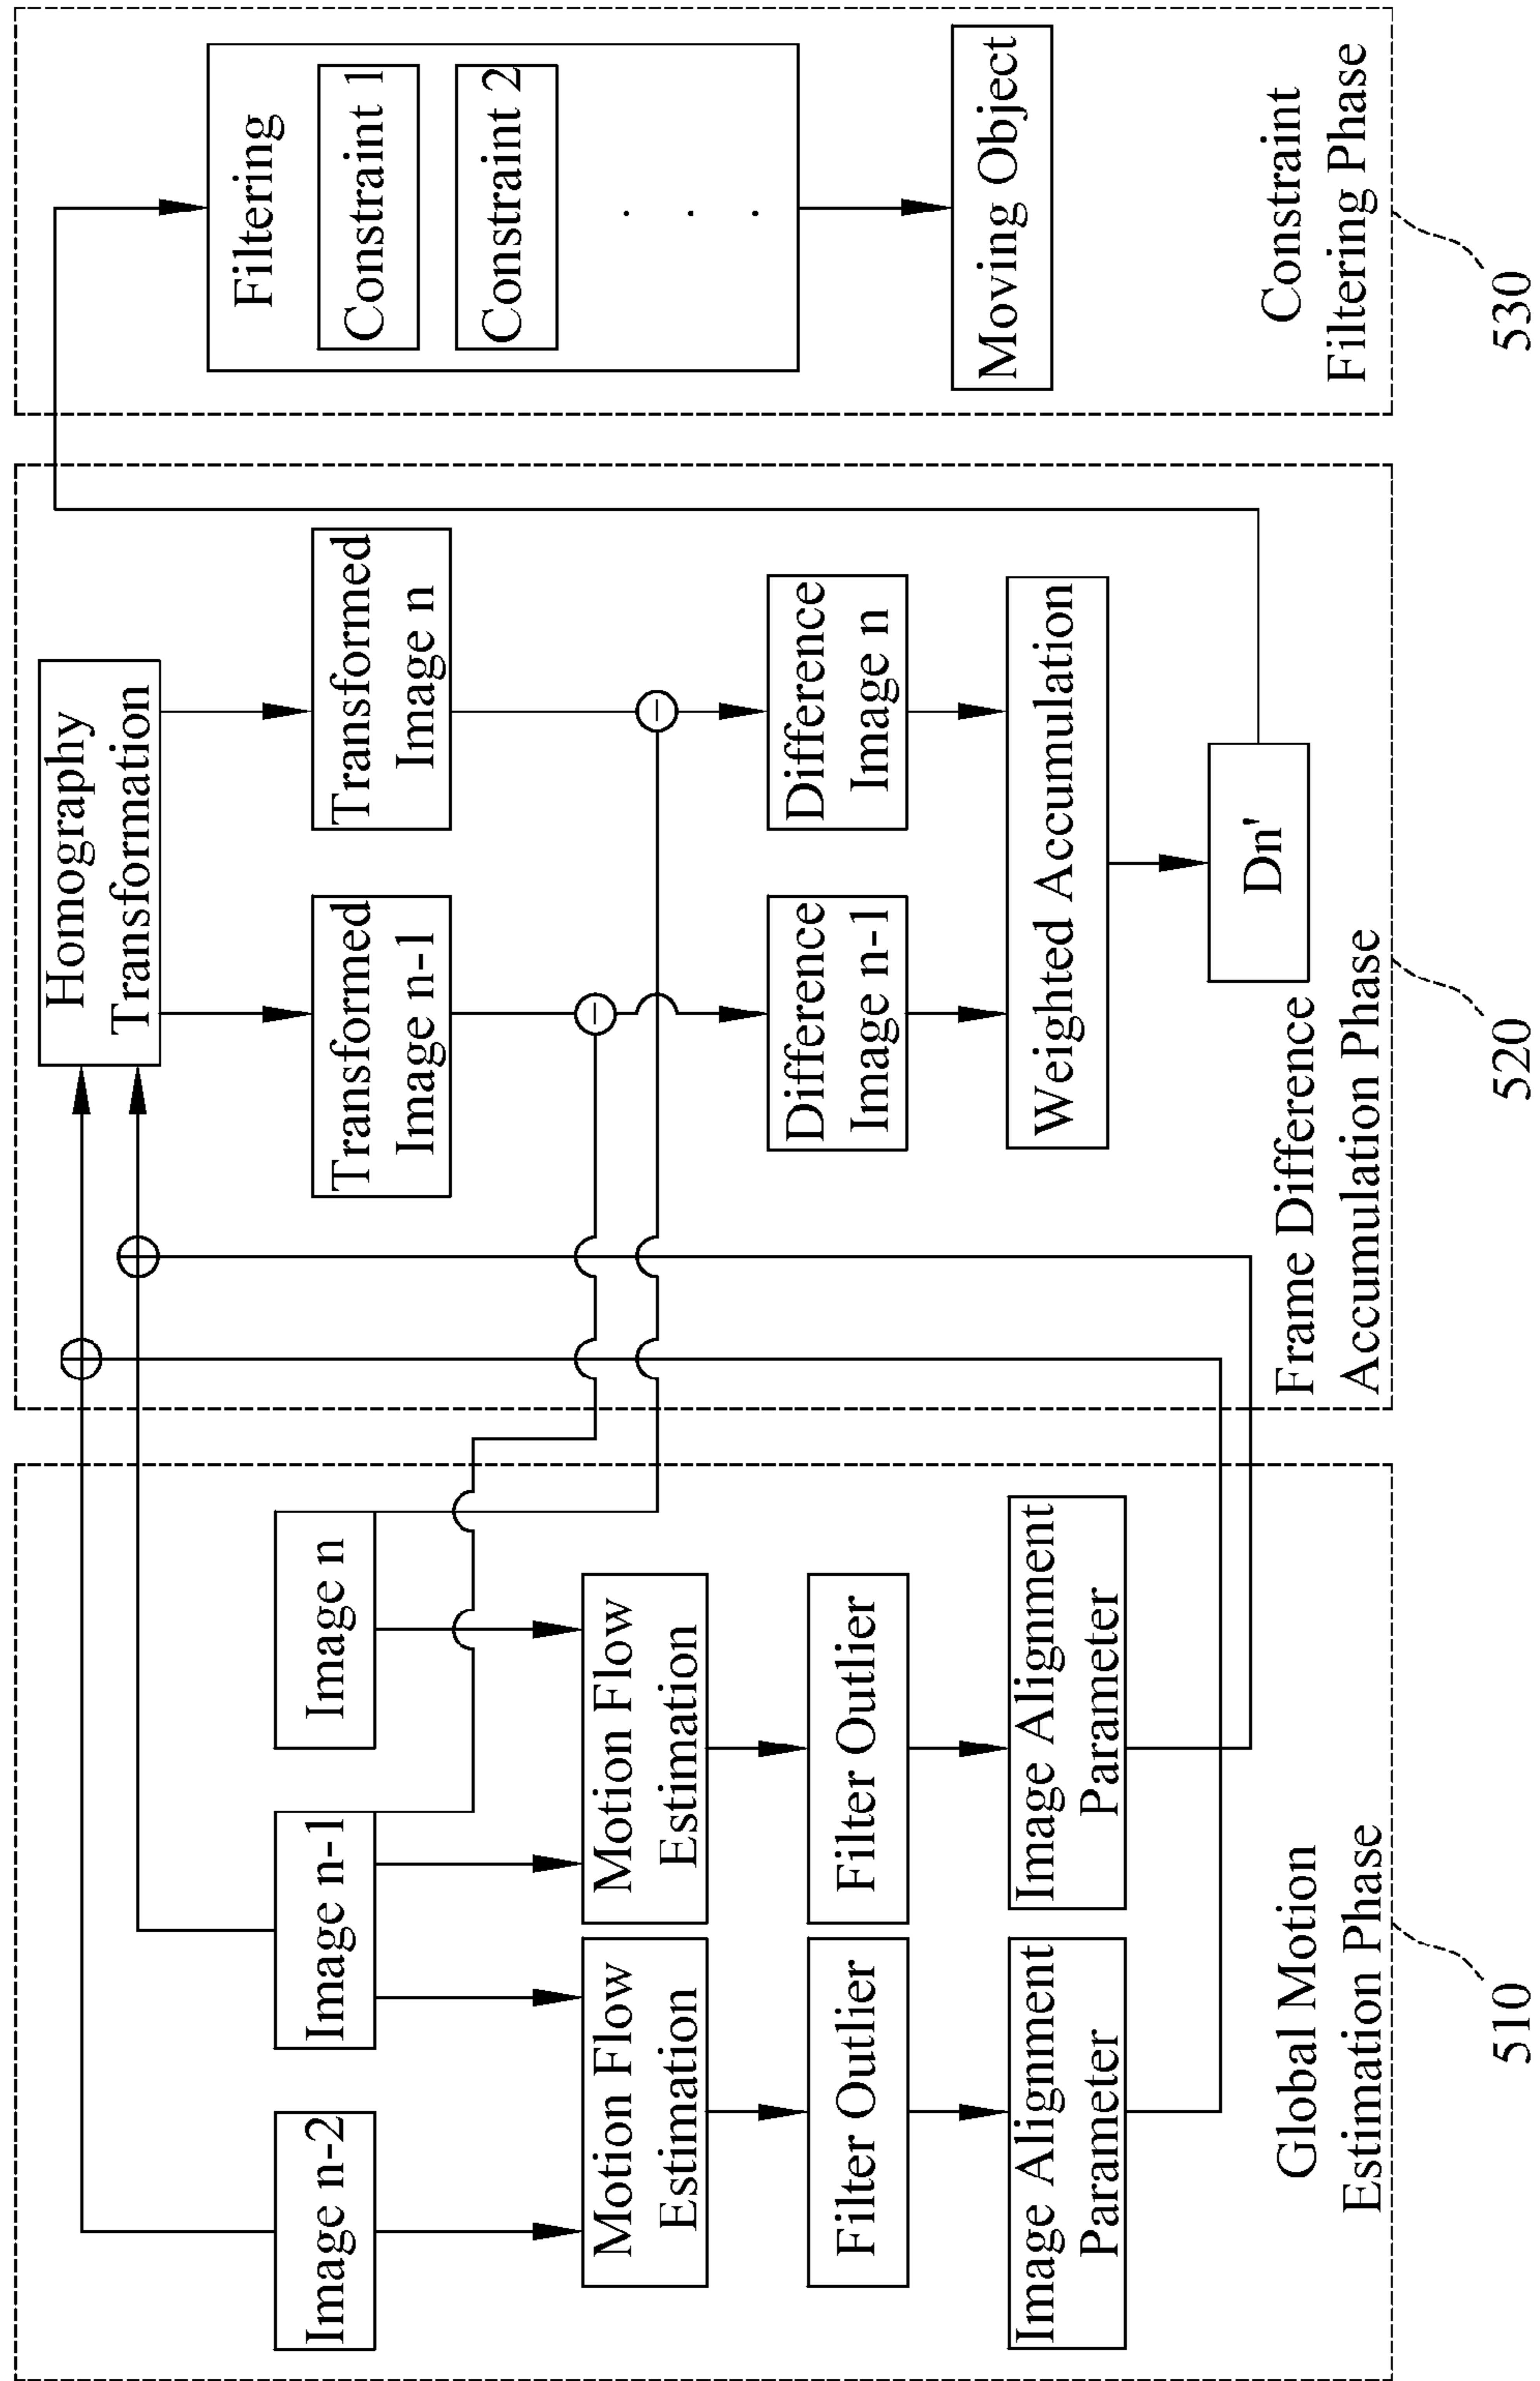 Image n-2
Image n-1
Image n
Motion Flow
Estimation
Motion Flow
Estimation
Filter Outlier
Filter Outlier
Image Alignment
Parameter
Image Alignment
Parameter
Global Motion
Estimation Phase
510
Homography
Transformation
Transformed
Image n-1
Transformed
Image n
Difference
Image n-1
Difference
Image n
Weighted Accumulation
Dn'
Frame Difference
Accumulation Phase
520
Filtering
Constraint 1
Constraint 2
. . .
Moving Object
Constraint
Filtering Phase
530